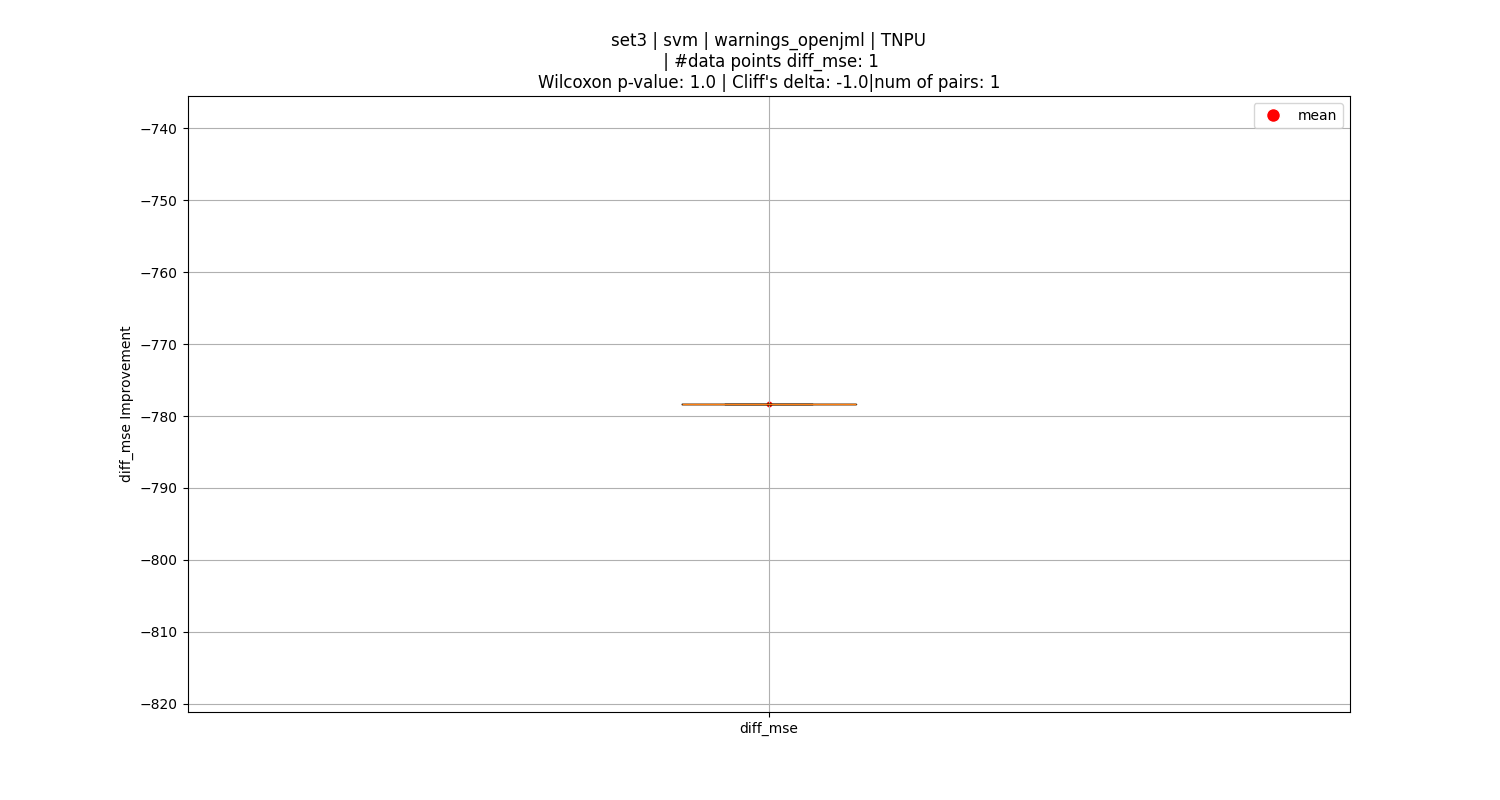 set3 | svm | warnings_openjml | TNPU
| #data points diff_mse: 1
Wilcoxon p-value: 1.0 | Cliff's delta: -1.0|num of pairs: 1
mean
−740
−750
−760
−770
−780
−790
−800
−810
−820
diff_mse Improvement
diff_mse